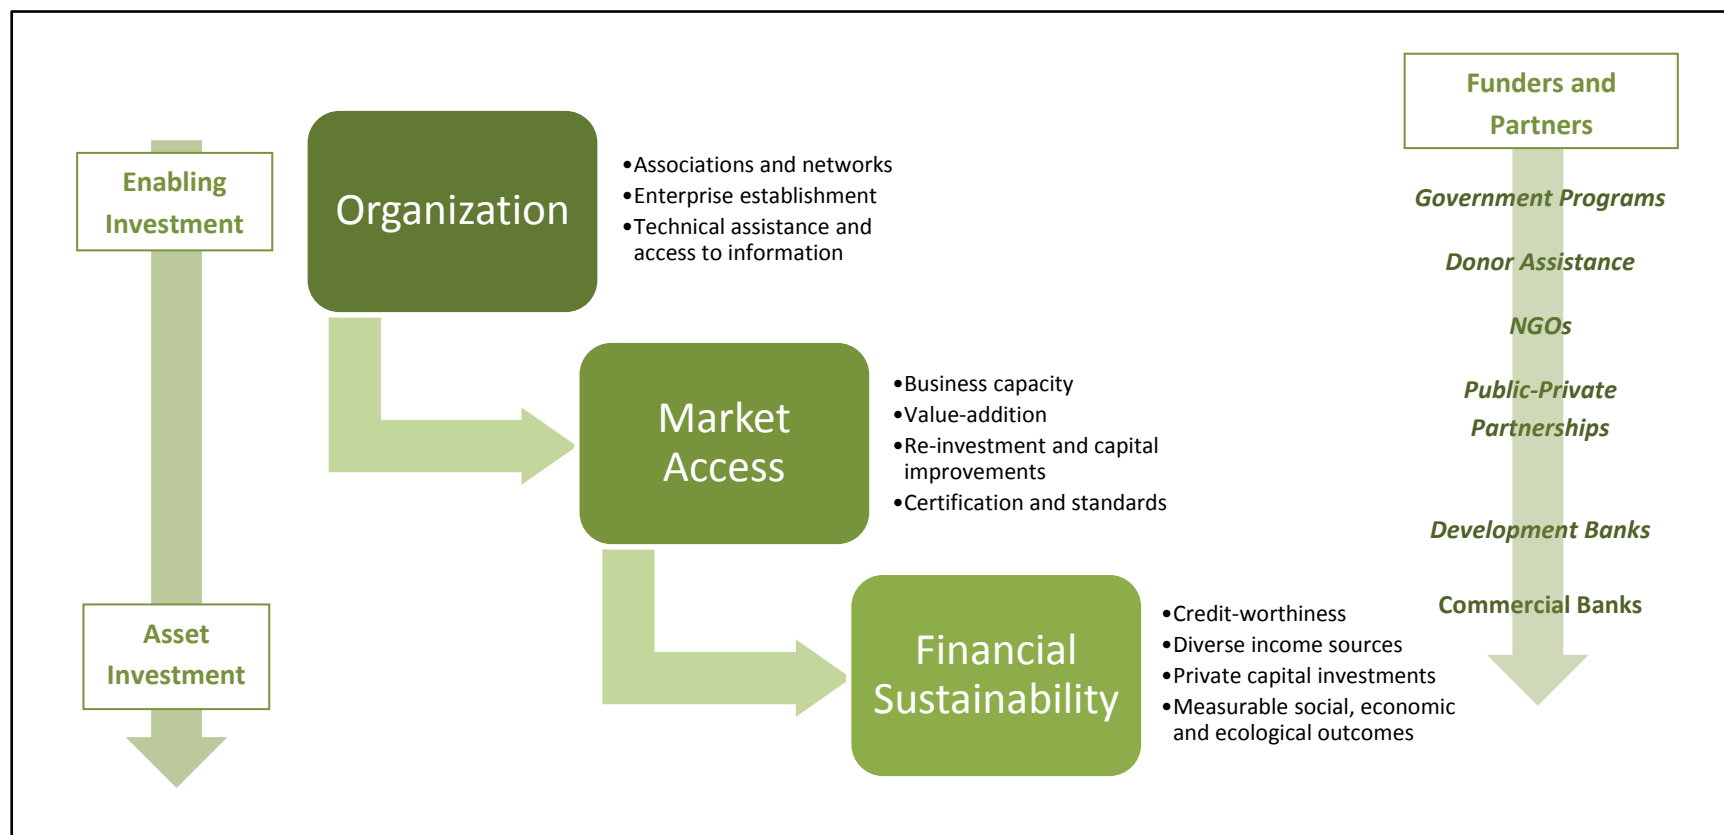 Enabling
Investment
Asset
Investment
Organization
•Associations and networks
•Enterprise establishment
•Technical assistance and
access to information
Market
Access
•Business capacity
•Value-addition
•Re-investment and capital
improvements
•Certification and standards
Financial
Sustainability
•Credit-worthiness
•Diverse income sources
•Private capital investments
•Measurable social, economic
and ecological outcomes
Funders and
Partners
Government Programs
Donor Assistance
NGOs
Public-Private
Partnerships
Development Banks
Commercial Banks